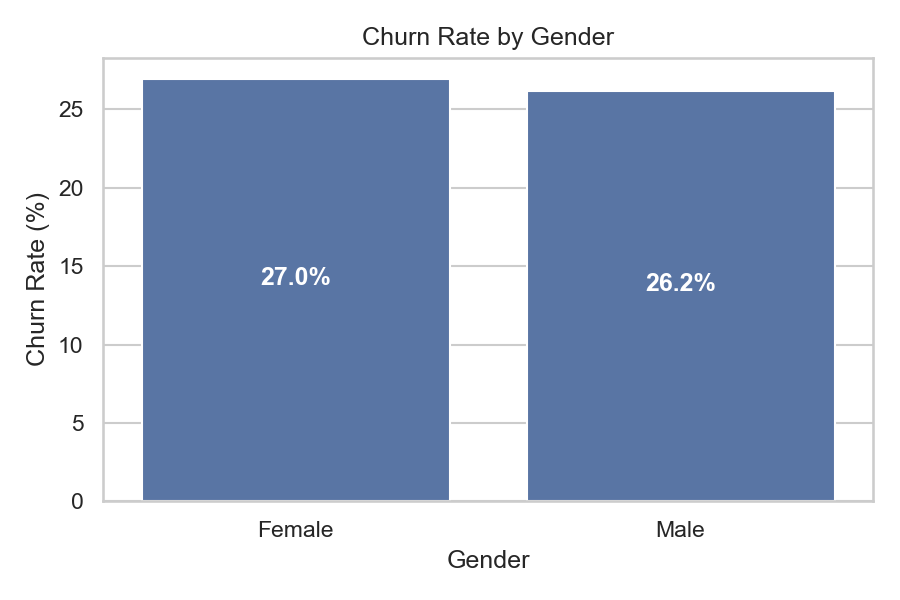 Churn Rate by Gender
Churn Rate (%)
25
20
15
10
5
0
27.0%
26.2%
Female
Male
Gender